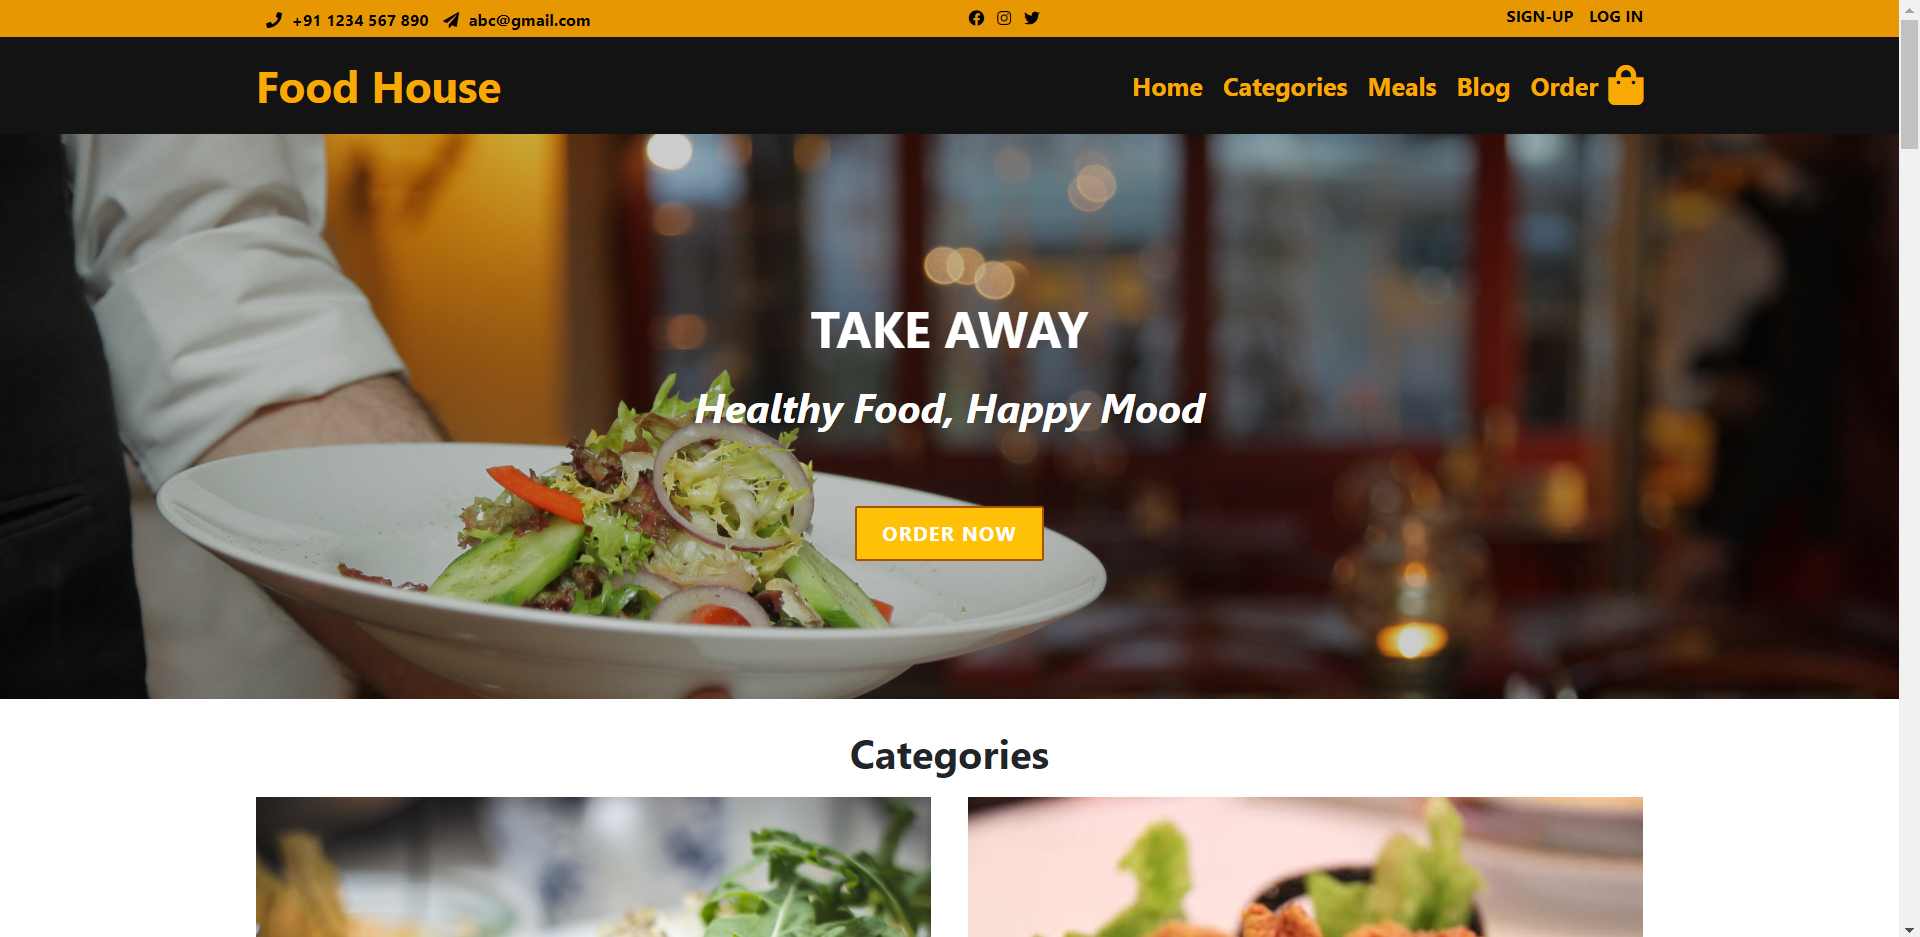 +91 1234 567 890 abc@gmail.com SIGN-UP LOG IN
Food House Home Categories Meals Blog Order
TAKE AWAY
Healthy Food, Happy Mood
ORDER NOW
Categories